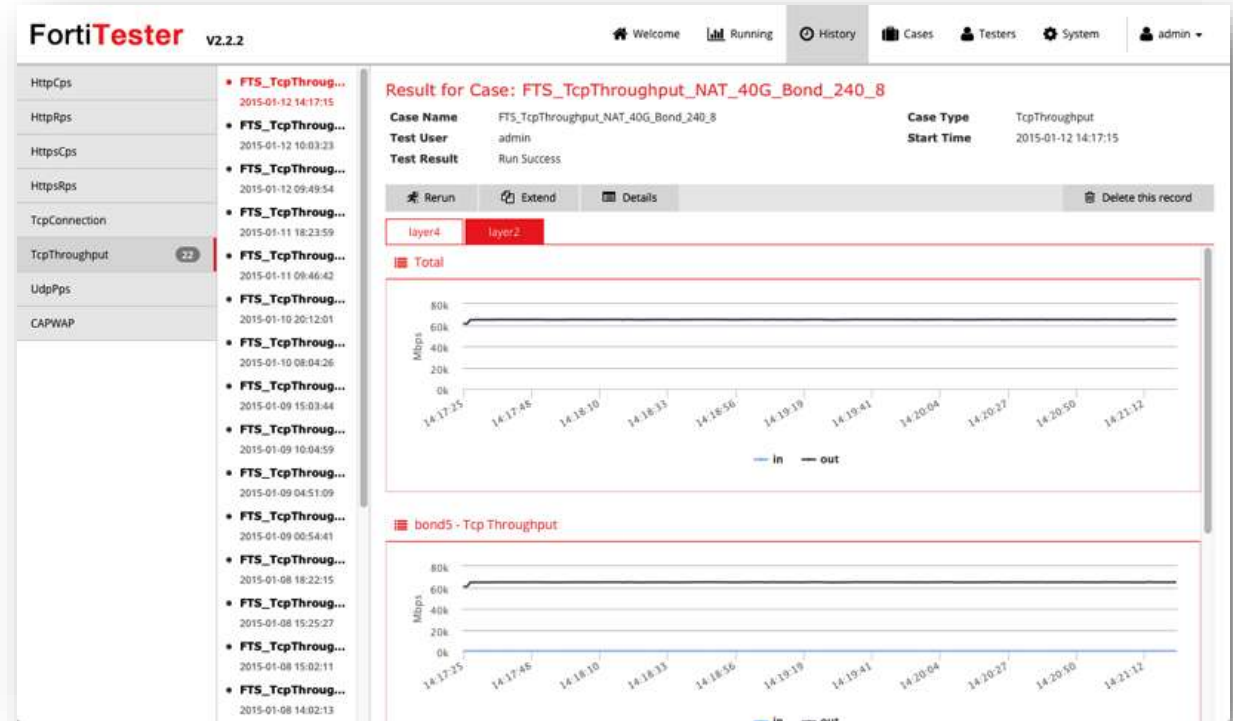 FortiTester V2.2.2
Welcome Running History Cases Testers System admin
HttpCps
HttpRps
HttpsCps
HttpsRps
TcpConnection
TcpThroughput 22
UdpPps
CAPWAP
FTS_TcpThroug...
2015-01-12 14:17:15
FTS_TcpThroug...
2015-01-12 10:03:23
FTS_TcpThroug...
2015-01-12 09:49:54
FTS_TcpThroug...
2015-01-11 18:23:59
FTS_TcpThroug...
2015-01-11 09:46:42
FTS_TcpThroug...
2015-01-10 20:12:01
FTS_TcpThroug...
2015-01-10 08:04:26
FTS_TcpThroug...
2015-01-09 15:03:44
FTS_TcpThroug...
2015-01-09 10:04:59
FTS_TcpThroug...
2015-01-09 04:51:09
FTS_TcpThroug...
2015-01-09 00:54:41
FTS_TcpThroug...
2015-01-08 18:22:15
FTS_TcpThroug...
2015-01-08 15:25:27
FTS_TcpThroug...
2015-01-08 15:02:11
FTS_TcpThroug...
2015-01-08 14:02:13
Result for Case: FTS_TcpThroughput_NAT_40G_Bond_240_8
Case Name FTS_TcpThroughput_NAT_40G_Bond_240_8 Case Type TcpThroughput
Test User admin Start Time 2015-01-12 14:17:15
Test Result Run Success
Rerun Extend Details Delete this record
layer4 layer2
Total
80k
60k
40k
20k
0k
Mbps
14:17:25 14:17:48 14:18:10 14:18:33 14:18:56 14:19:19 14:19:41 14:20:04 14:20:27 14:20:50 14:21:12
in out
bond5 - Tcp Throughput
80k
60k
40k
20k
0k
Mbps
14:17:25 14:17:48 14:18:10 14:18:33 14:18:56 14:19:19 14:19:41 14:20:04 14:20:27 14:20:50 14:21:12
in out